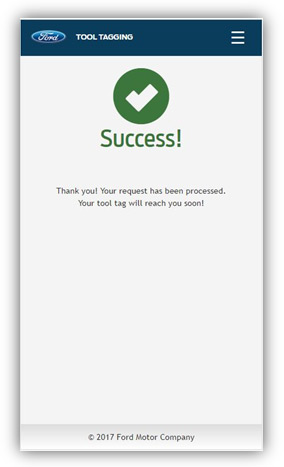 Ford TOOL TAGGING
Success!
Thank you! Your request has been processed.
Your tool tag will reach you soon!
© 2017 Ford Motor Company